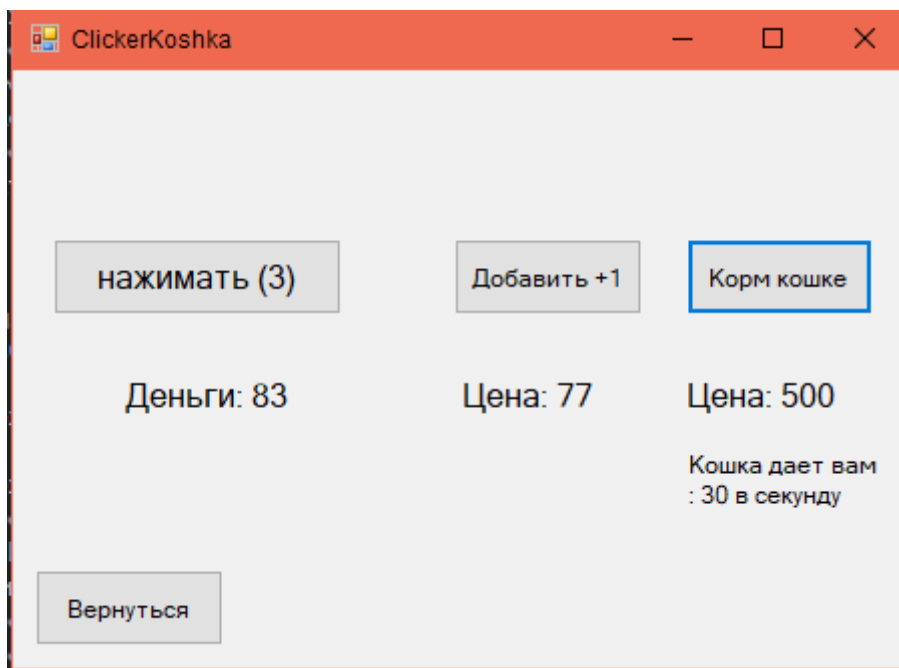 ClickerKoshka
нажимать (3)
Добавить +1
Корм кошке
Деньги: 83
Цена: 77
Цена: 500
Кошка дает вам
: 30 в секунду
Вернуться